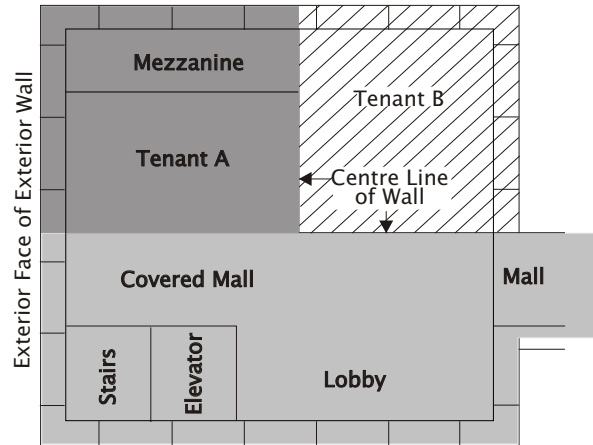 Exterior Face of Exterior Wall
Mezzanine
Tenant B
Tenant A
Centre Line
of Wall
Covered Mall
Mall
Stairs
Elevator
Lobby